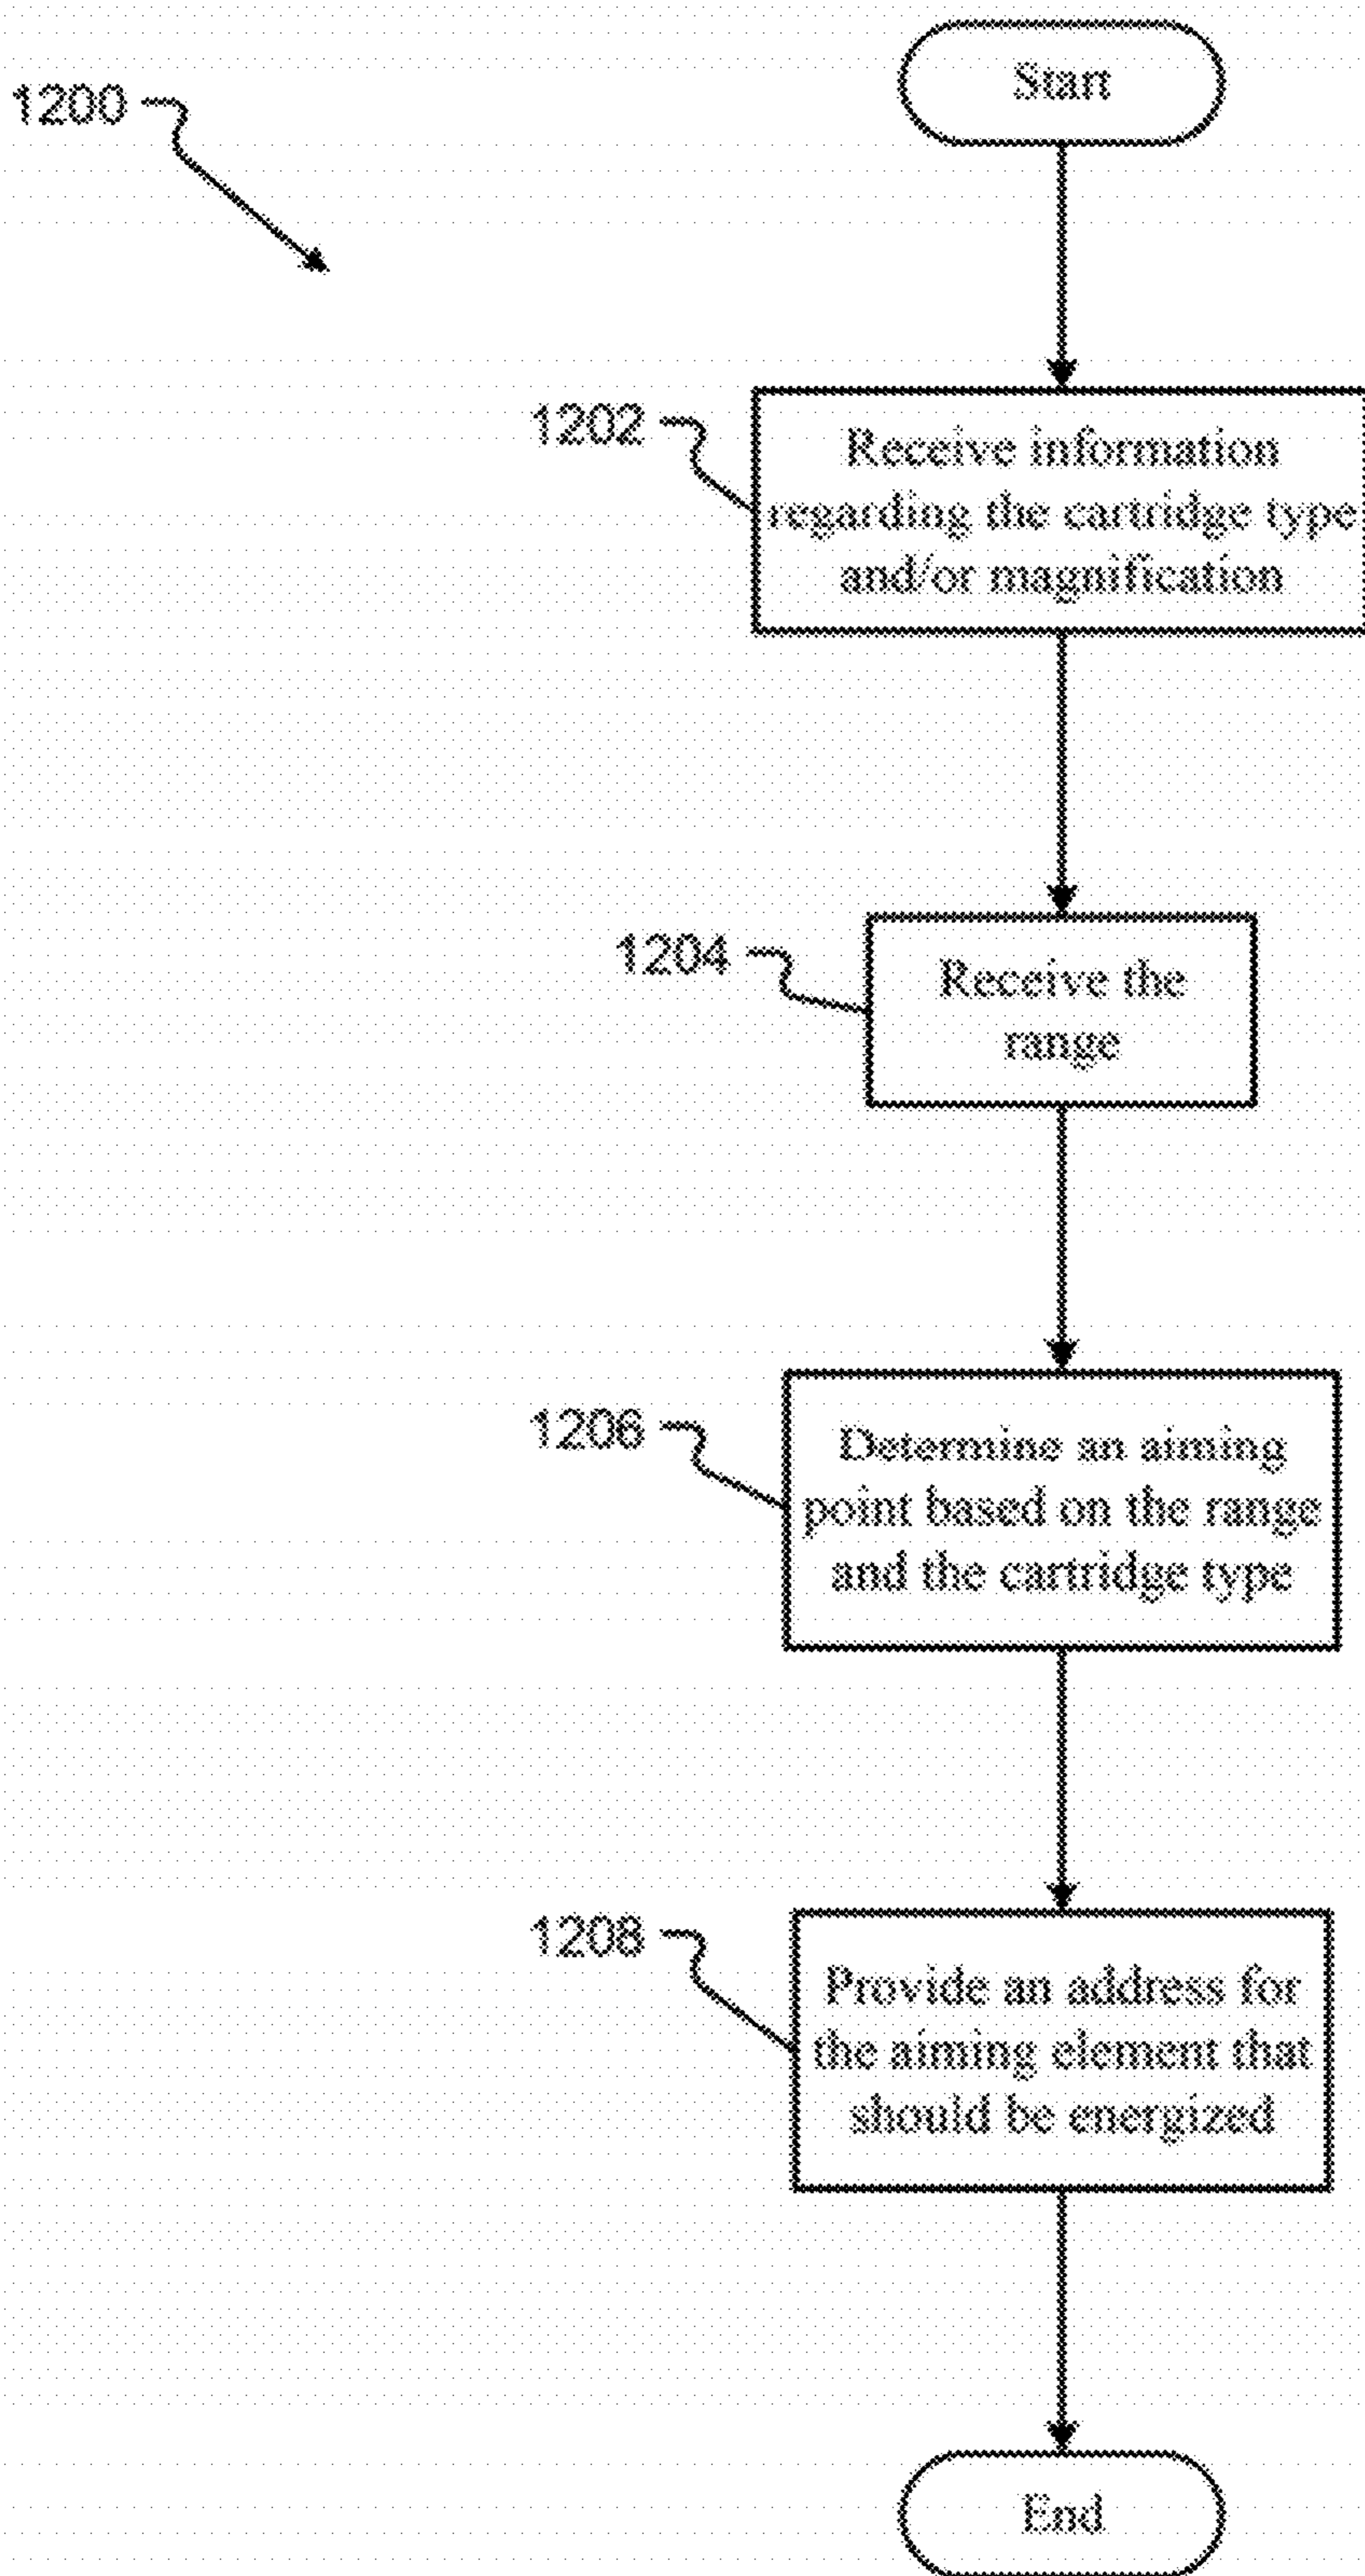 Start
1200
1202
Receive information
regarding the cartridge type
and/or magnification
1204
Receive the
range
1206
Determine an aiming
point based on the range
and the cartridge type
1208
Provide an address for
the aiming element that
should be energized
End